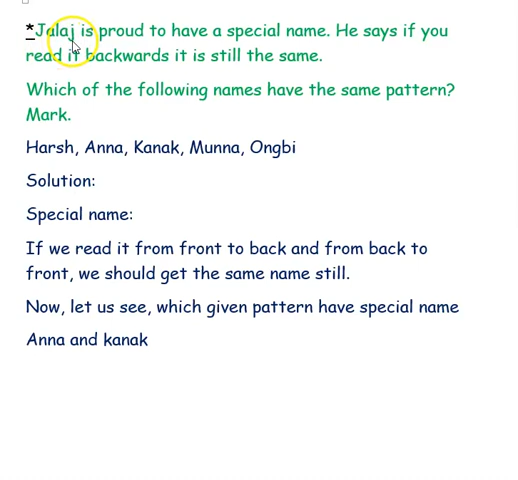 *Jalaj is proud to have a special name. He says if you
read it backwards it is still the same.
Which of the following names have the same pattern?
Mark.
Harsh, Anna, Kanak, Munna, Ongbi
Solution:
Special name:
If we read it from front to back and from back to
front, we should get the same name still.
Now, let us see, which given pattern have special name
Anna and kanak